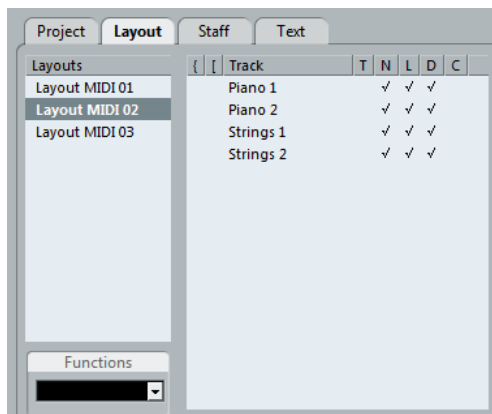 Project Layout Staff Text
Layouts
Layout MIDI 01
Layout MIDI 02
Layout MIDI 03
Functions
{ [ Track T N L D C
Piano 1 √ √ √
Piano 2 √ √ √
Strings 1 √ √ √
Strings 2 √ √ √